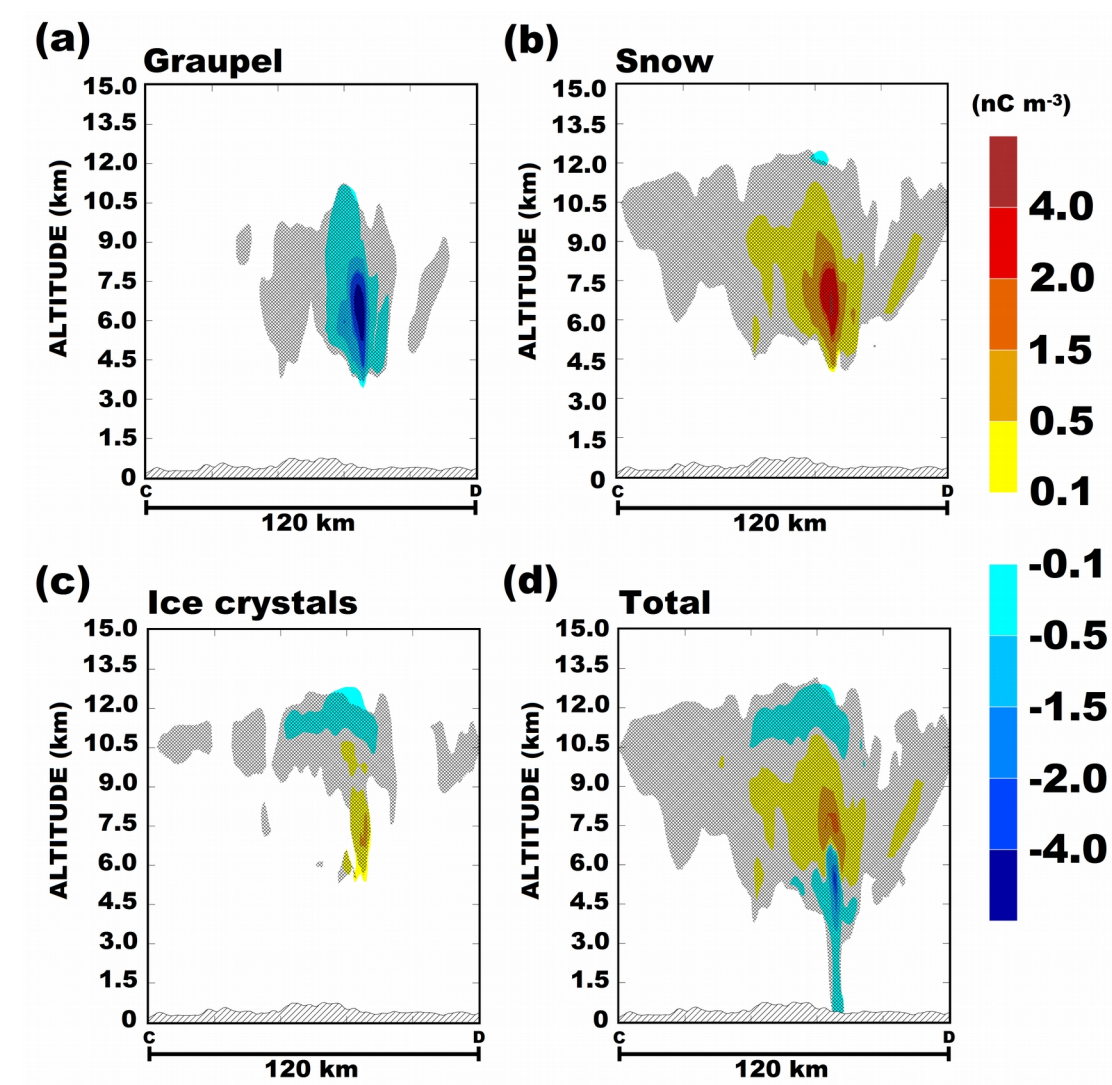 (a)
Graupel
15.0
13.5
12.0
10.5
9.0
7.5
6.0
4.5
3.0
1.5
0
ALTITUDE (km)
C D
120 km
(b)
Snow
15.0
13.5
12.0
10.5
9.0
7.5
6.0
4.5
3.0
1.5
0
ALTITUDE (km)
C D
120 km
(nC m⁻³)
4.0
2.0
1.5
0.5
0.1
-0.1
-0.5
-1.5
-2.0
-4.0
(c)
Ice crystals
15.0
13.5
12.0
10.5
9.0
7.5
6.0
4.5
3.0
1.5
0
ALTITUDE (km)
C D
120 km
(d)
Total
15.0
13.5
12.0
10.5
9.0
7.5
6.0
4.5
3.0
1.5
0
ALTITUDE (km)
C D
120 km